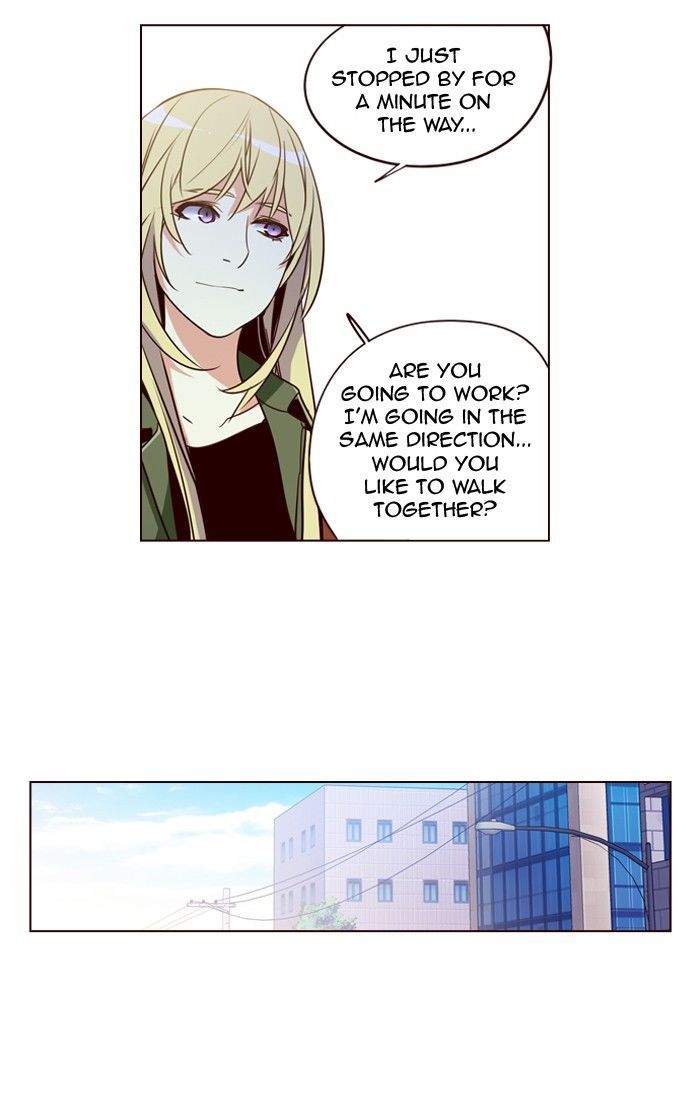 I JUST
STOPPED BY FOR
A MINUTE ON
THE WAY...
ARE YOU
GOING TO WORK?
I'M GOING IN THE
SAME DIRECTION...
WOULD YOU
LIKE TO WALK
TOGETHER?